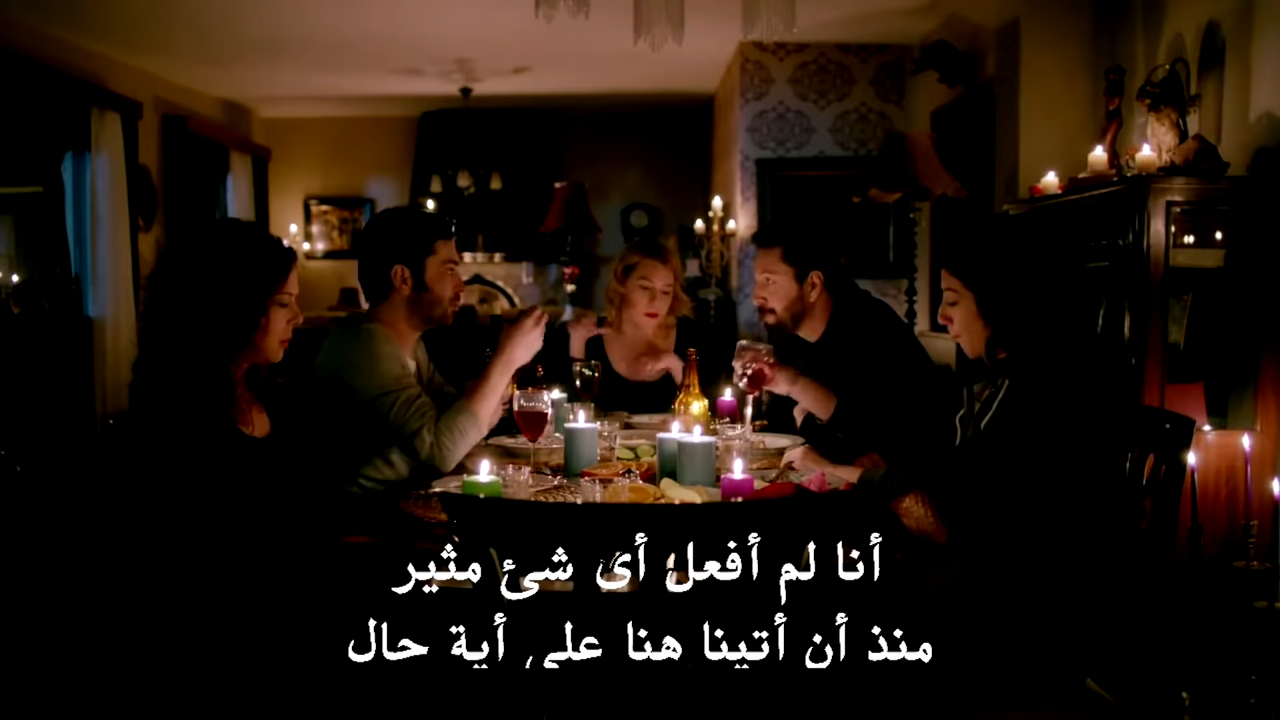 أنا لم أفعل أى شئ مثير
منذ أن أتينا هنا على أية حال